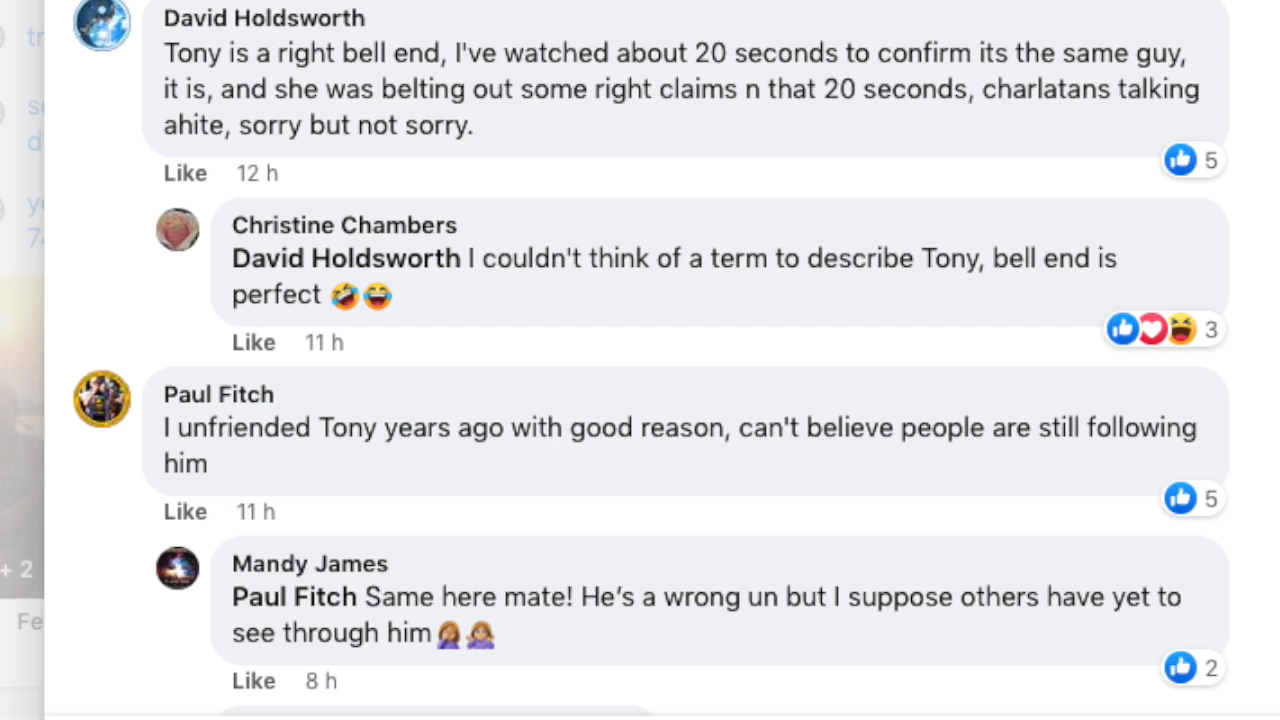 David Holdsworth
Tony is a right bell end, I've watched about 20 seconds to confirm its the same guy,
it is, and she was belting out some right claims n that 20 seconds, charlatans talking
ahite, sorry but not sorry.
Like 12 h
5
Christine Chambers
David Holdsworth I couldn't think of a term to describe Tony, bell end is
perfect 🤣😂
Like 11 h
3
Paul Fitch
I unfriended Tony years ago with good reason, can't believe people are still following
him
Like 11 h
5
Mandy James
Paul Fitch Same here mate! He’s a wrong un but I suppose others have yet to
see through him🤦🏽‍♀️🙇🏽‍♀️
Like 8 h
2
+ 2